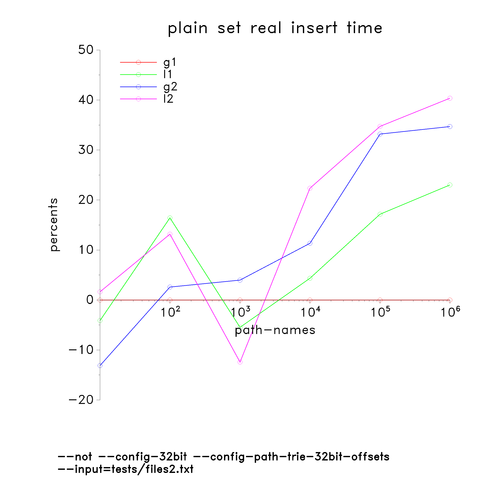 plain set real insert time
50
g1
l1
g2
l2
40
30
20
10
0
−10
−20
percents
10²
10³
10⁴
10⁵
10⁶
path−names
−−not −−config−32bit −−config−path−trie−32bit−offsets
−−input=tests/files2.txt